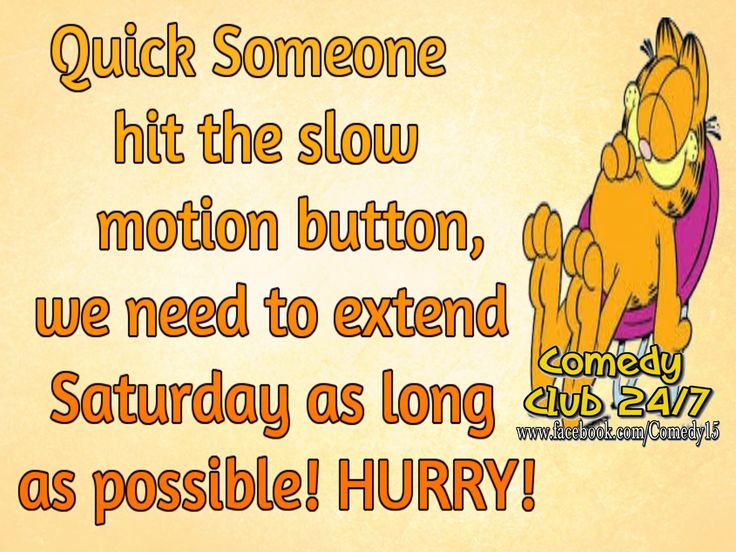 Quick Someone
hit the slow
motion button,
we need to extend
Saturday as long
as possible! HURRY!
Comedy
Club 24/7
www.facebook.com/Comedy15